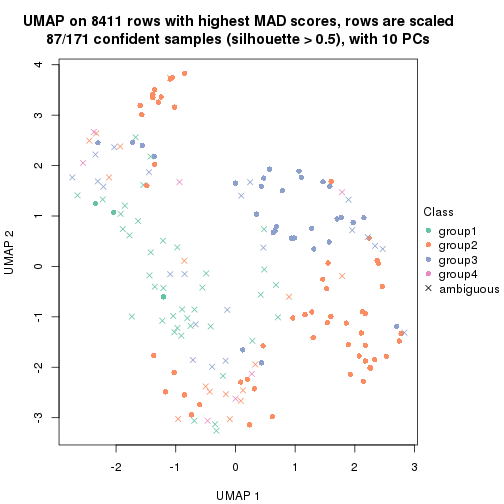 UMAP on 8411 rows with highest MAD scores, rows are scaled
87/171 confident samples (silhouette > 0.5), with 10 PCs
4
3
2
1
0
-1
-2
-3
UMAP 2
-2
-1
0
1
2
3
UMAP 1
Class
group1
group2
group3
group4
ambiguous